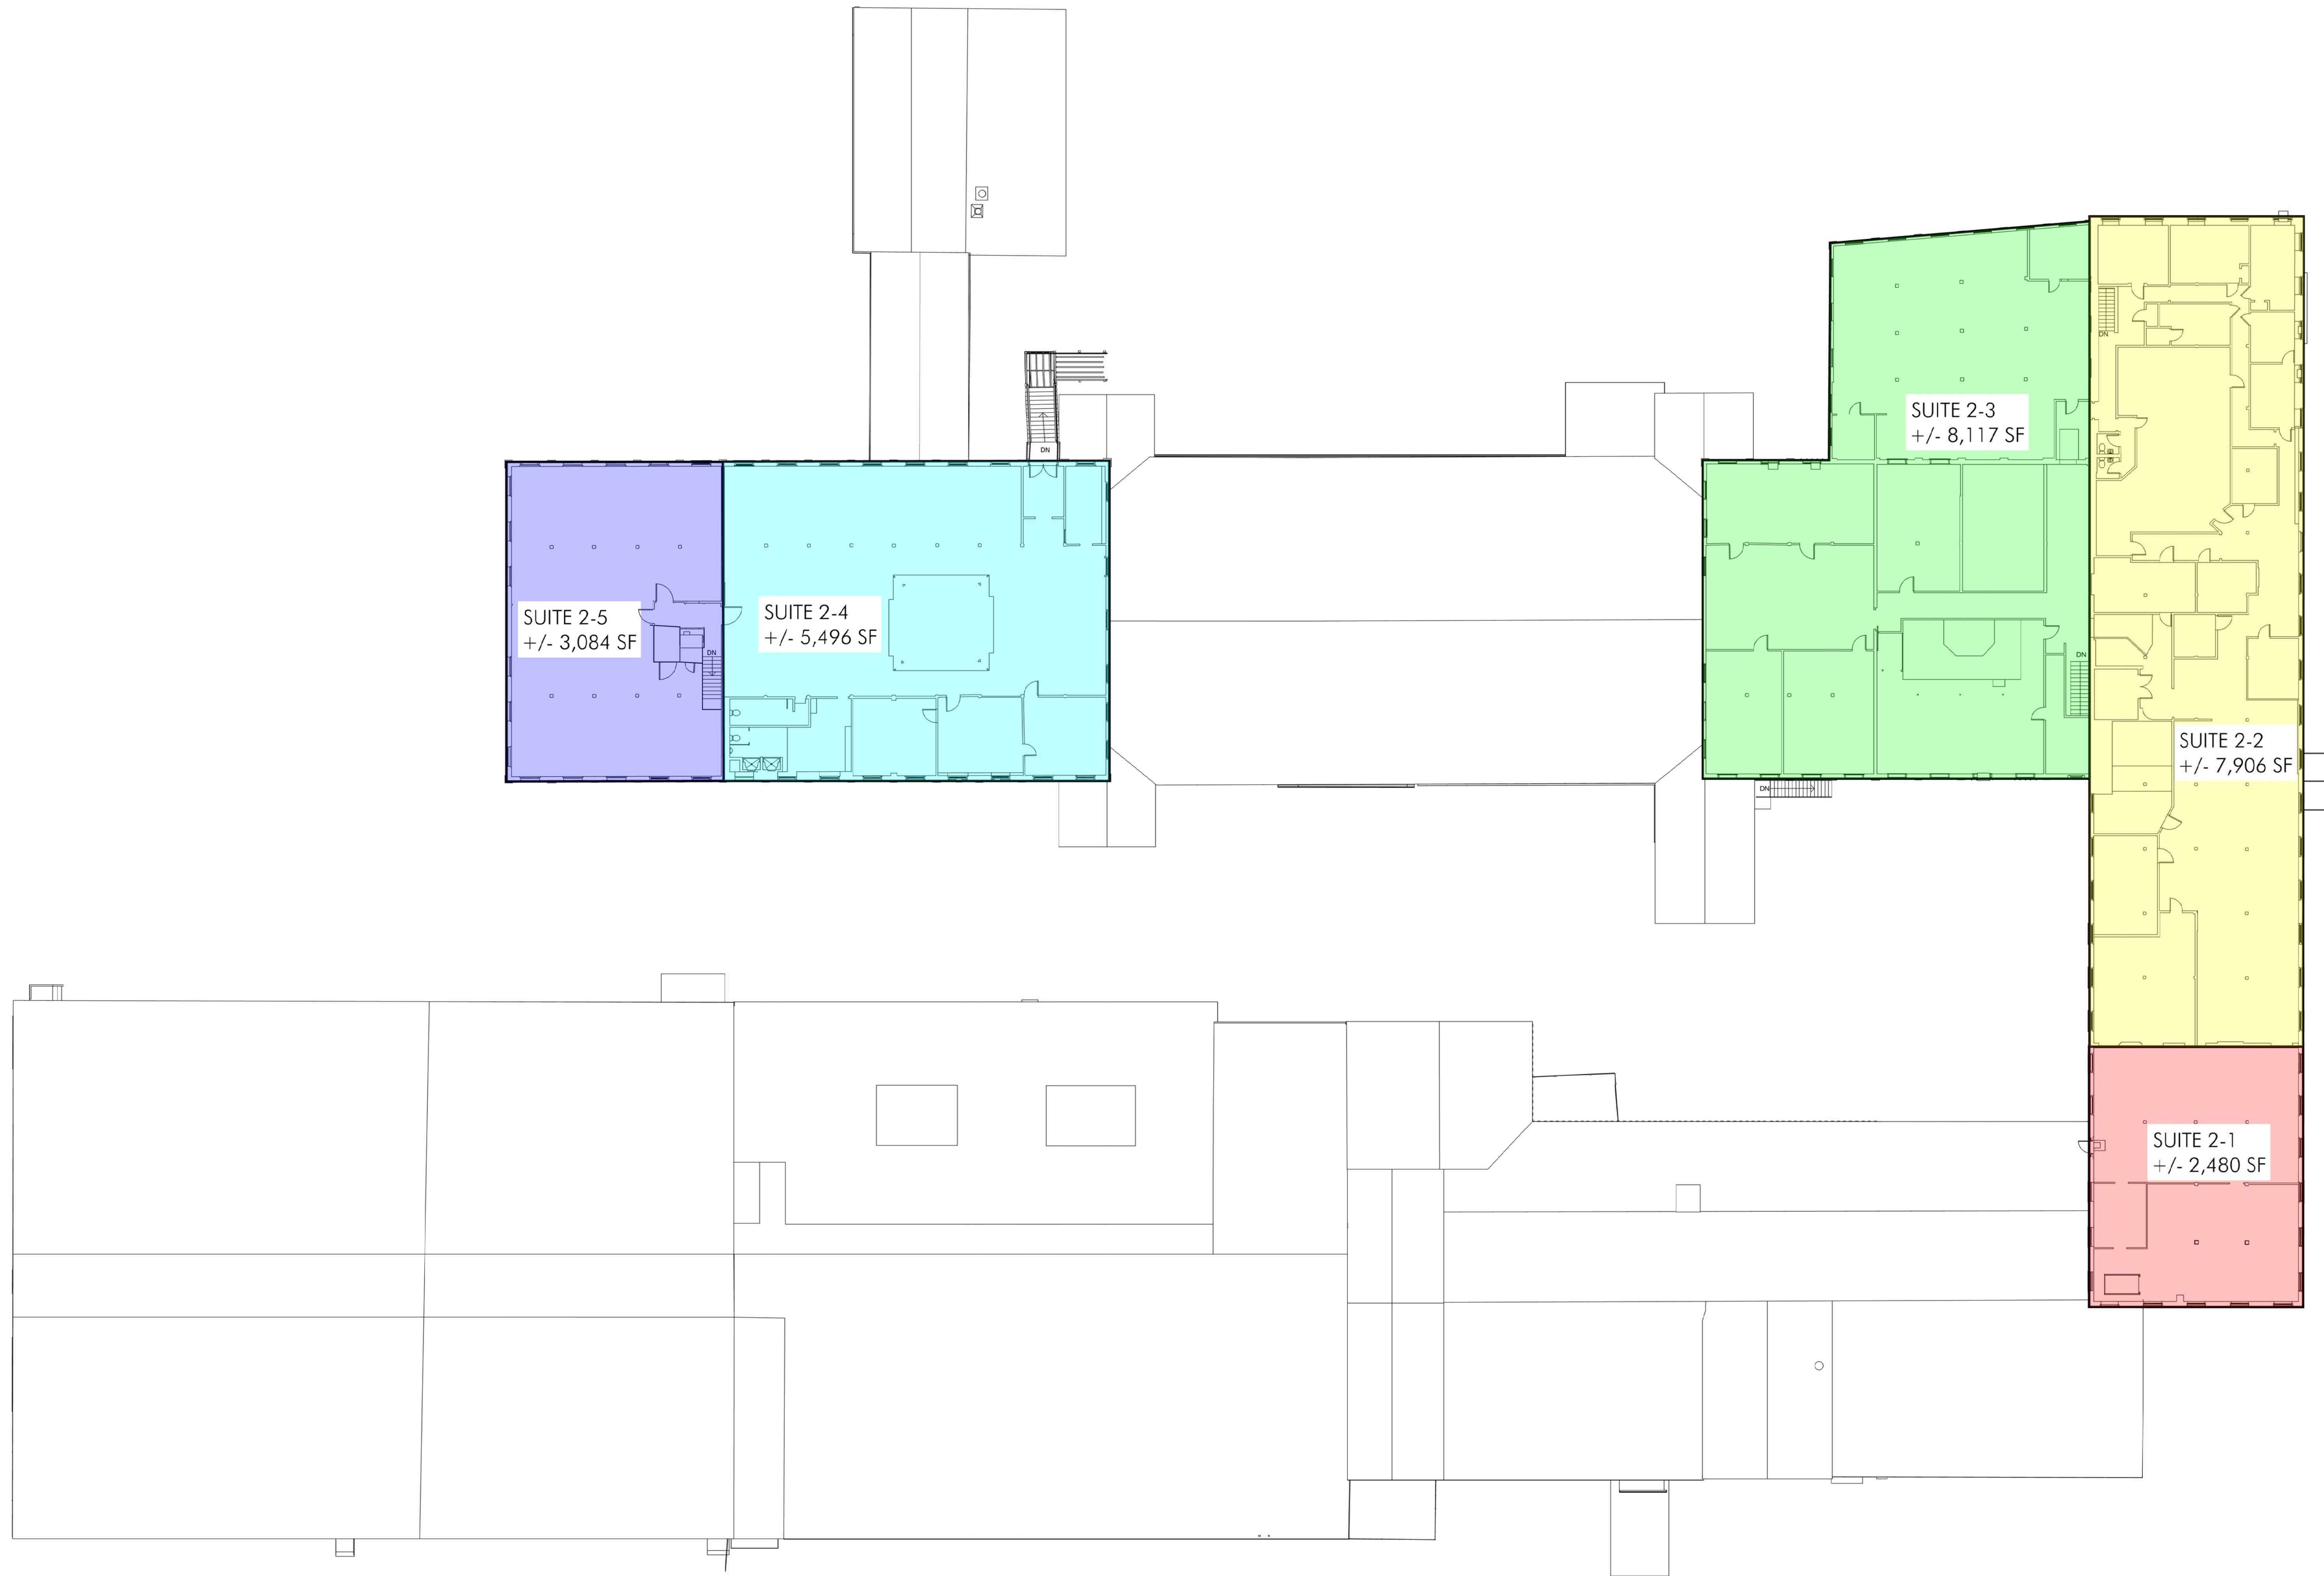 DN
SUITE 2-3
+/- 8,117 SF
DN
SUITE 2-5
+/- 3,084 SF
SUITE 2-4
+/- 5,496 SF
DN
DN
SUITE 2-2
+/- 7,906 SF
DN
SUITE 2-1
+/- 2,480 SF